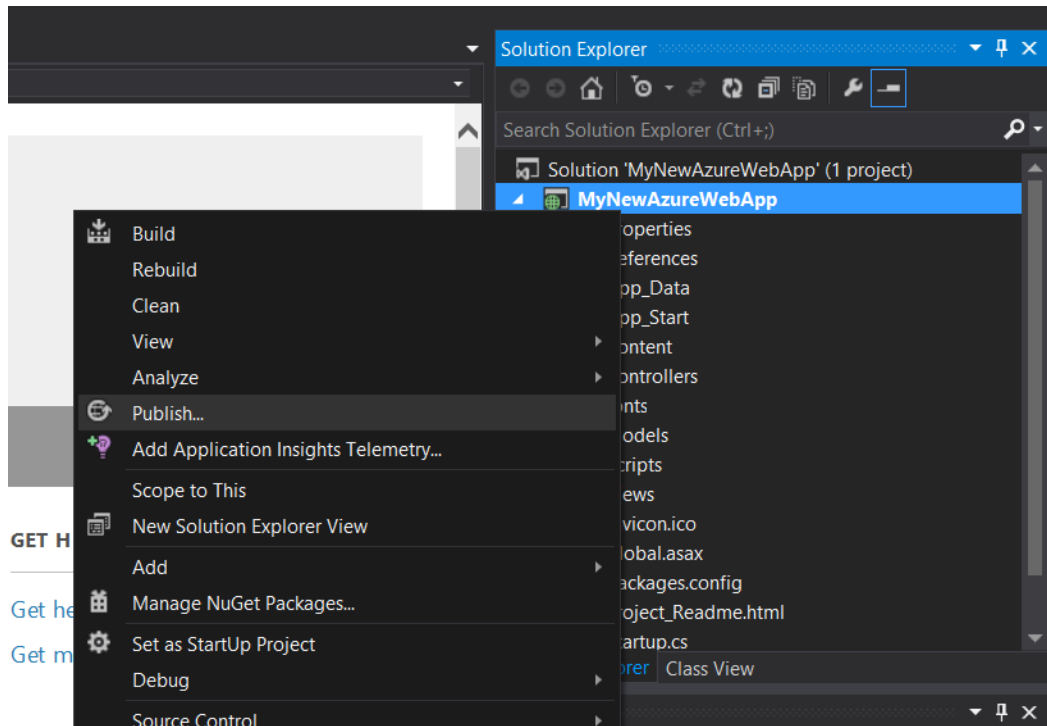 Solution Explorer
Search Solution Explorer (Ctrl+;)
Solution 'MyNewAzureWebApp' (1 project)
MyNewAzureWebApp
roperties
eferences
pp_Data
pp_Start
ontent
ontrollers
onts
odels
cripts
ews
vicon.ico
lobal.asax
ackages.config
roject_Readme.html
artup.cs
orer
Class View
Build
Rebuild
Clean
View
Analyze
Publish...
Add Application Insights Telemetry...
Scope to This
New Solution Explorer View
Add
Manage NuGet Packages...
Set as StartUp Project
Debug
Source Control
GET H
Get he
Get m